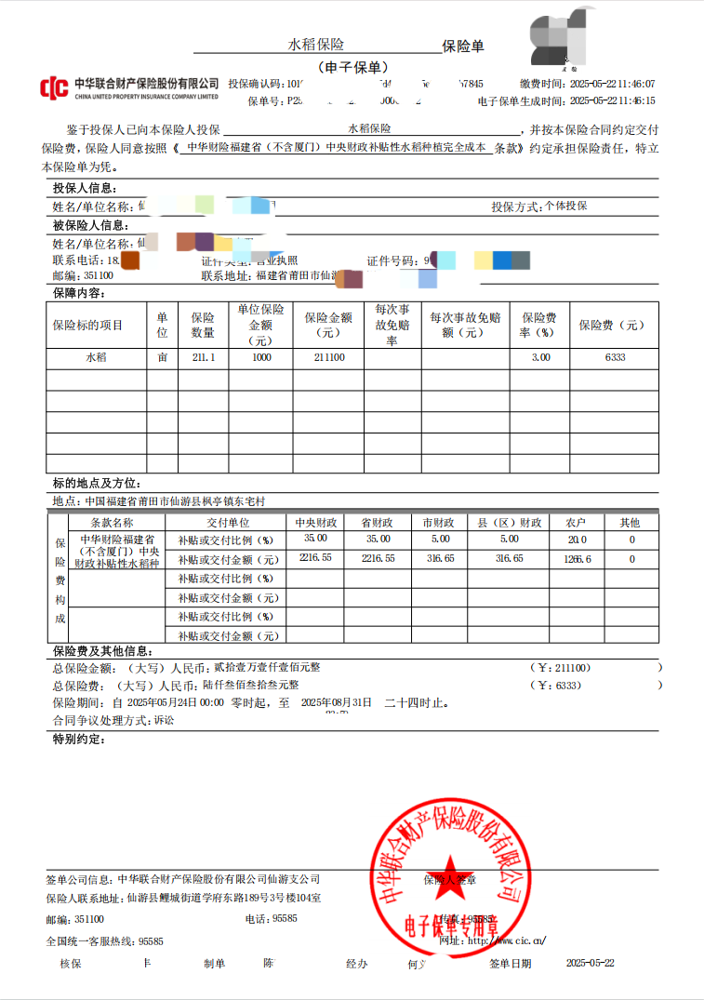 水稻保险 保险单
（电子保单）
中华联合财产保险股份有限公司
CHINA UNITED PROPERTY INSURANCE COMPANY LIMTED
投保确认码: 缴费时间: 2025-05-22 11:46:07
保单号: P25 电子保单生成时间: 2025-05-22 11:46:15
鉴于投保人已向本保险人投保 水稻保险 ，并按本保险合同约定交付
保险费，保险人同意按照《 中华财险福建省（不含厦门）中央财政补贴性水稻种植完全成本 条款》约定承担保险责任，特立
本保险单为凭。
投保人信息:
姓名/单位名称: 仙 投保方式: 个体投保
被保险人信息:
姓名/单位名称: 仙
联系电话: 18 证件类型: 营业执照 证件号码: 9
邮编: 351100 联系地址: 福建省莆田市仙游
保障内容:
保险标的项目 单位 保险数量 单位保险金额（元） 保险金额（元） 每次事故免赔率 每次事故免赔额（元） 保险费率（%） 保险费（元）
水稻 亩 211.1 1000 211100 3.00 6333
标的地点及方位:
地点: 中国福建省莆田市仙游县枫亭镇东宅村
保险费构成
条款名称 交付单位 中央财政 省财政 市财政 县（区）财政 农户 其他
中华财险福建省（不含厦门）中央财政补贴性水稻种
补贴或交付比例（%） 35.00 35.00 5.00 5.00 20.0 0
补贴或交付金额（元） 2216.55 2216.55 316.65 316.65 1266.6 0
补贴或交付比例（%）
补贴或交付金额（元）
补贴或交付比例（%）
补贴或交付金额（元）
保险费及其他信息:
总保险金额: （大写）人民币: 贰拾壹万壹仟壹佰元整 （￥: 211100） ）
总保险费: （大写）人民币: 陆仟叁佰叁拾叁元整 （￥: 6333） ）
保险期间: 自 2025年05月24日 00:00 零时起，至 2025年08月31日 二十四时止。
合同争议处理方式: 诉讼
特别约定:
中华联合财产保险股份有限公司
电子保单专用章
签单公司信息: 中华联合财产保险股份有限公司仙游支公司 保险人签章
保险人联系地址: 仙游县鲤城街道学府东路189号3号楼104室
邮编: 351100 电话: 95585 传真: 95585
全国统一客服热线: 95585 网址: http://www.cic.cn/
核保 制单 陈 经办 何 签单日期 2025-05-22